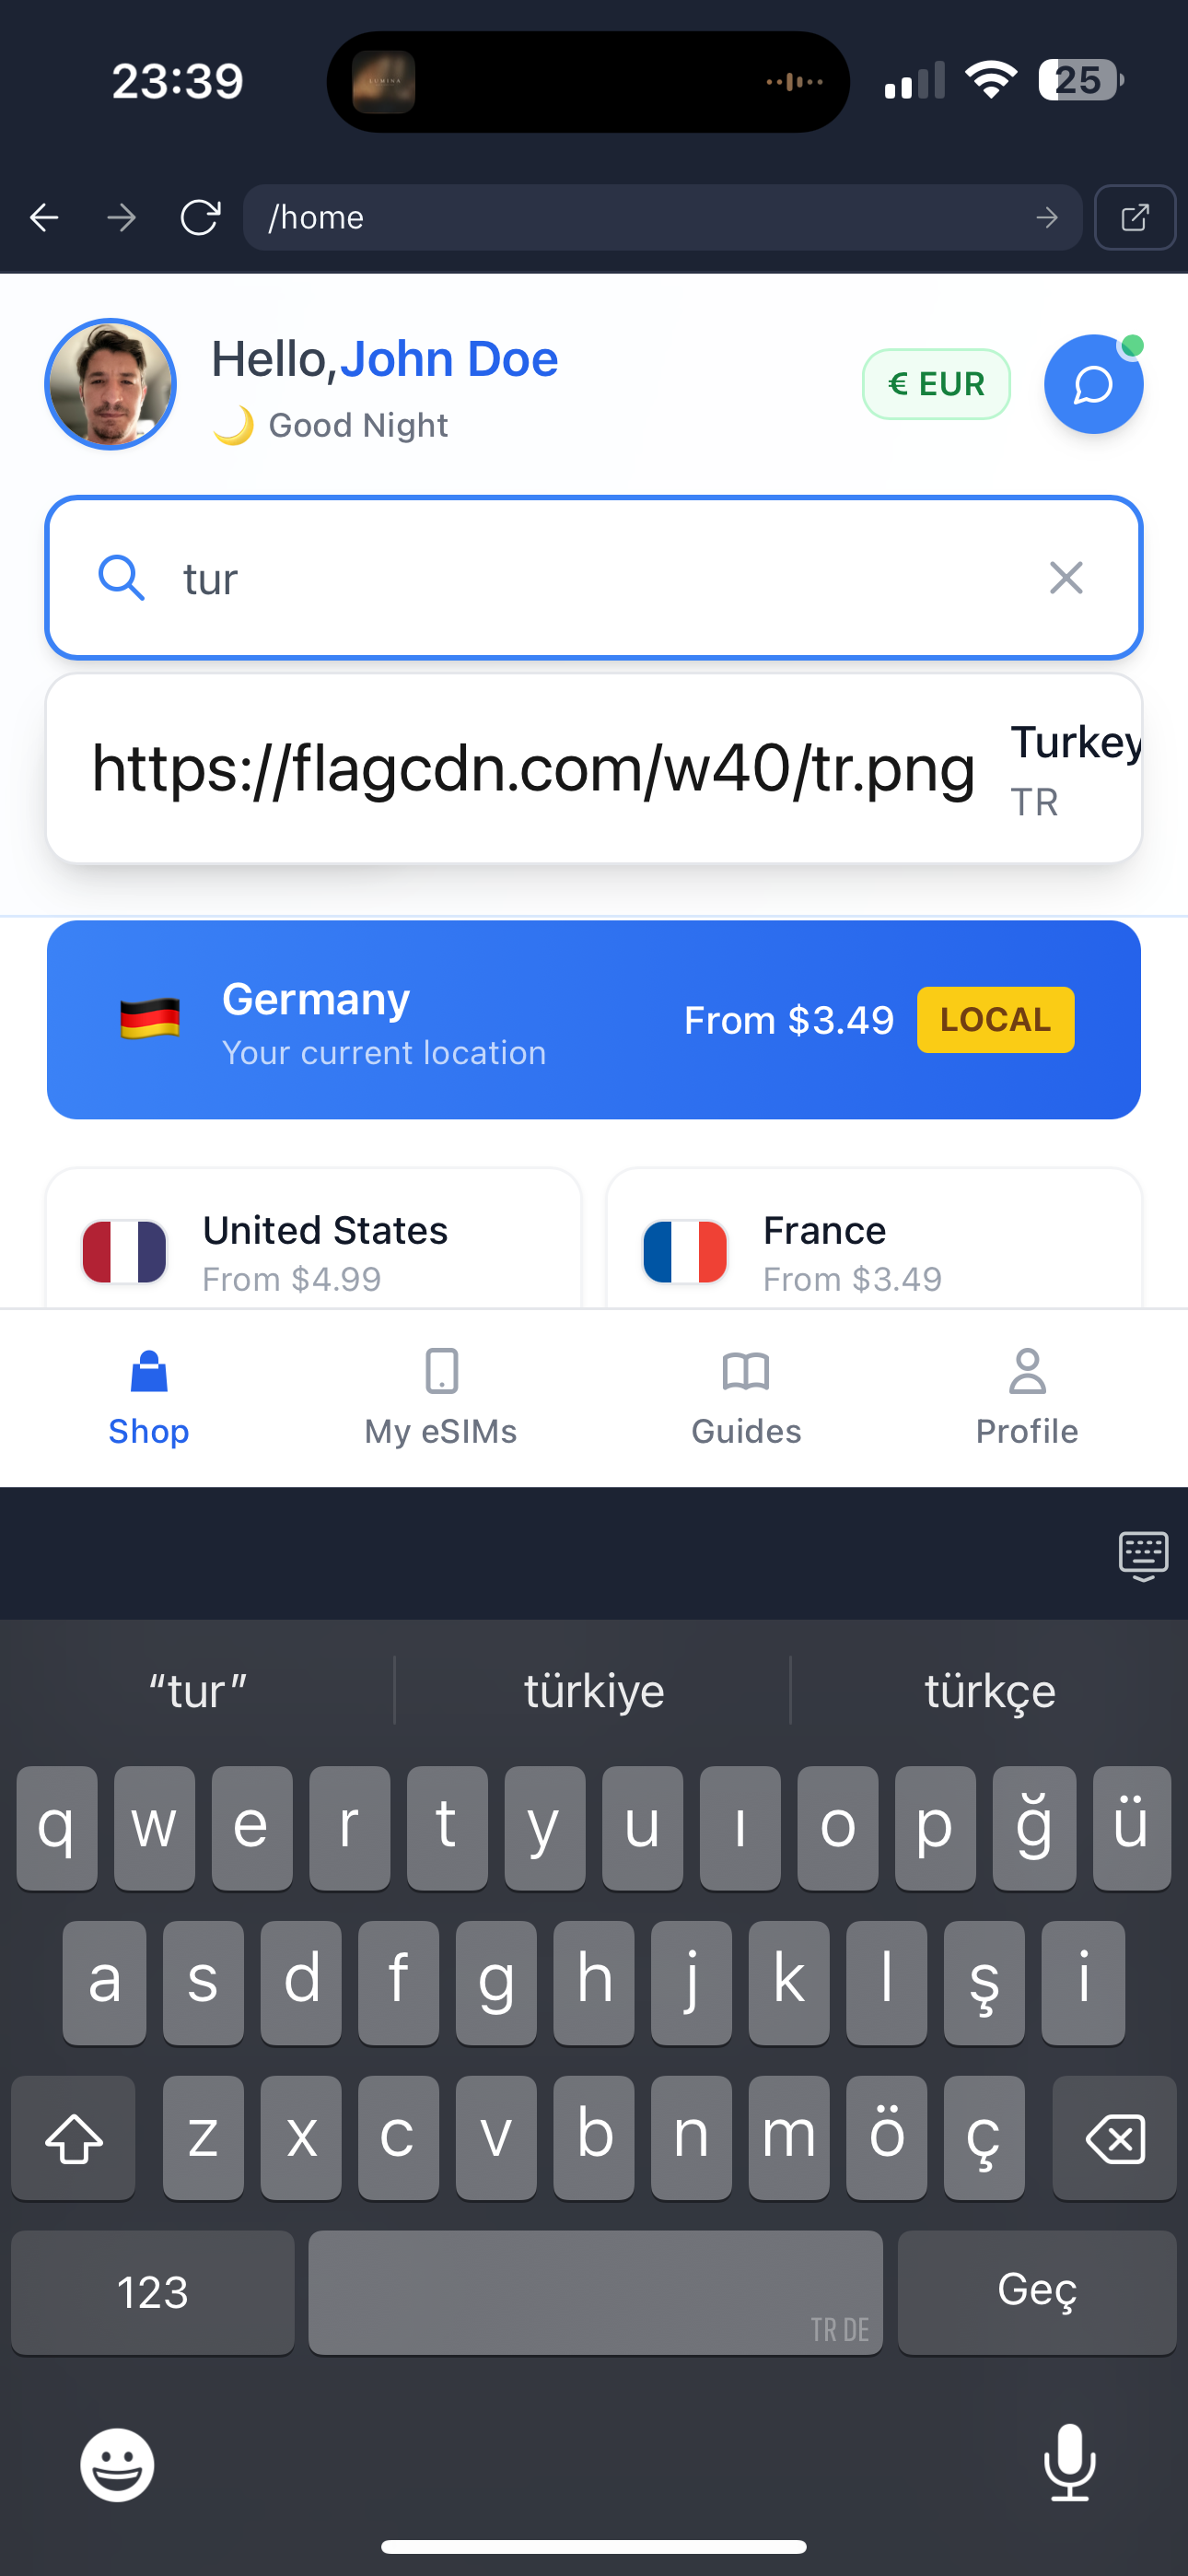 23:39
LUMINA
25
/home
Hello,John Doe
€ EUR
🌙 Good Night
tur
https://flagcdn.com/w40/tr.png
Turkey
TR
Germany
Your current location
From $3.49
LOCAL
United States
From $4.99
France
From $3.49
Shop
My eSIMs
Guides
Profile
“tur”
türkiye
türkçe
q w e r t y u ı o p ğ ü
a s d f g h j k l ş i
z x c v b n m ö ç
123
TR DE
Geç